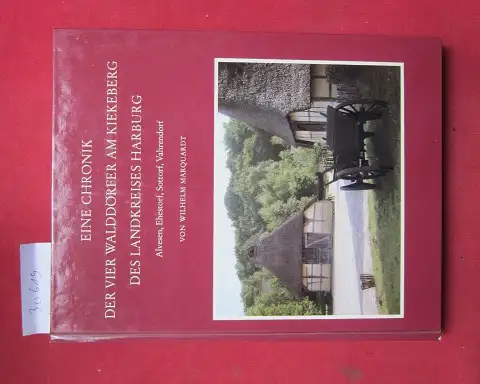 EINE CHRONIK
DER VIER WALDDÖRFER AM KIEKEBERG
DES LANDKREISES HARBURG
Alvesen, Ehestorf, Sottorf, Vahrendorf
VON WILHELM MARQUARDT